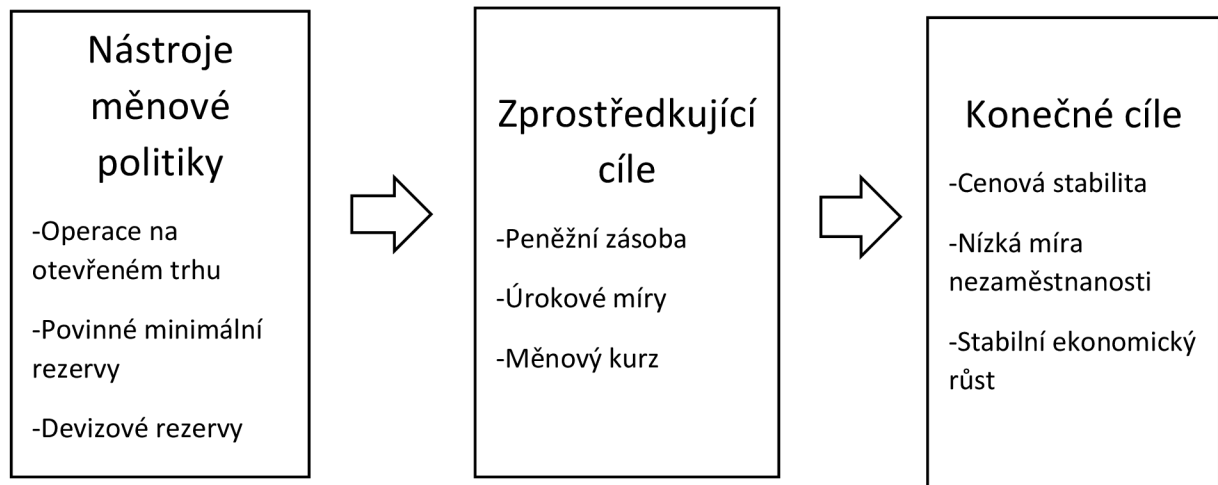 Nástroje
měnové
politiky
-Operace na
otevřeném trhu
-Povinné minimální
rezervy
-Devizové rezervy
Zprostředkující
cíle
-Peněžní zásoba
-Úrokové míry
-Měnový kurz
Konečné cíle
-Cenová stabilita
-Nízká míra
nezaměstnanosti
-Stabilní ekonomický
růst